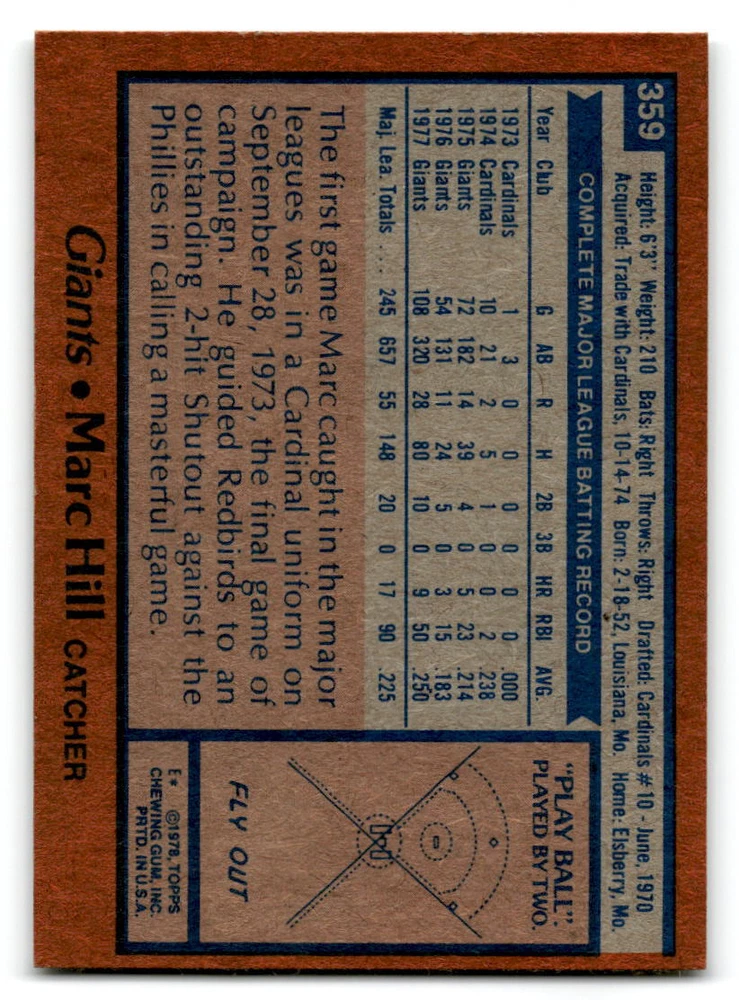 359
Height: 6'3" Weight: 210 Bats: Right Throws: Right Drafted: Cardinals #10 - June, 1970
Acquired: Trade with Cardinals, 10-14-74 Born: 2-18-52, Louisiana, Mo. Home: Elsberry, Mo.
COMPLETE MAJOR LEAGUE BATTING RECORD
Year Club G AB R H 2B 3B HR RBI AVG.
1973 Cardinals 1 3 0 0 0 0 0 0 .000
1974 Cardinals 10 21 2 5 1 0 0 2 .238
1975 Giants 72 182 14 39 4 0 5 23 .214
1976 Giants 54 131 11 24 5 0 3 15 .183
1977 Giants 108 320 28 80 10 0 9 50 .250
Maj. Lea. Totals .... 245 657 55 148 20 0 17 90 .225
The first game Marc caught in the major
leagues was in a Cardinal uniform on
September 28, 1973, the final game of
campaign. He guided Redbirds to an
outstanding 2-hit Shutout against the
Phillies in calling a masterful game.
"PLAY BALL".
PLAYED BY TWO.
FLY OUT
E* ©1978, TOPPS
CHEWING GUM, INC.
PRTD. IN U.S.A.
Giants • Marc Hill CATCHER